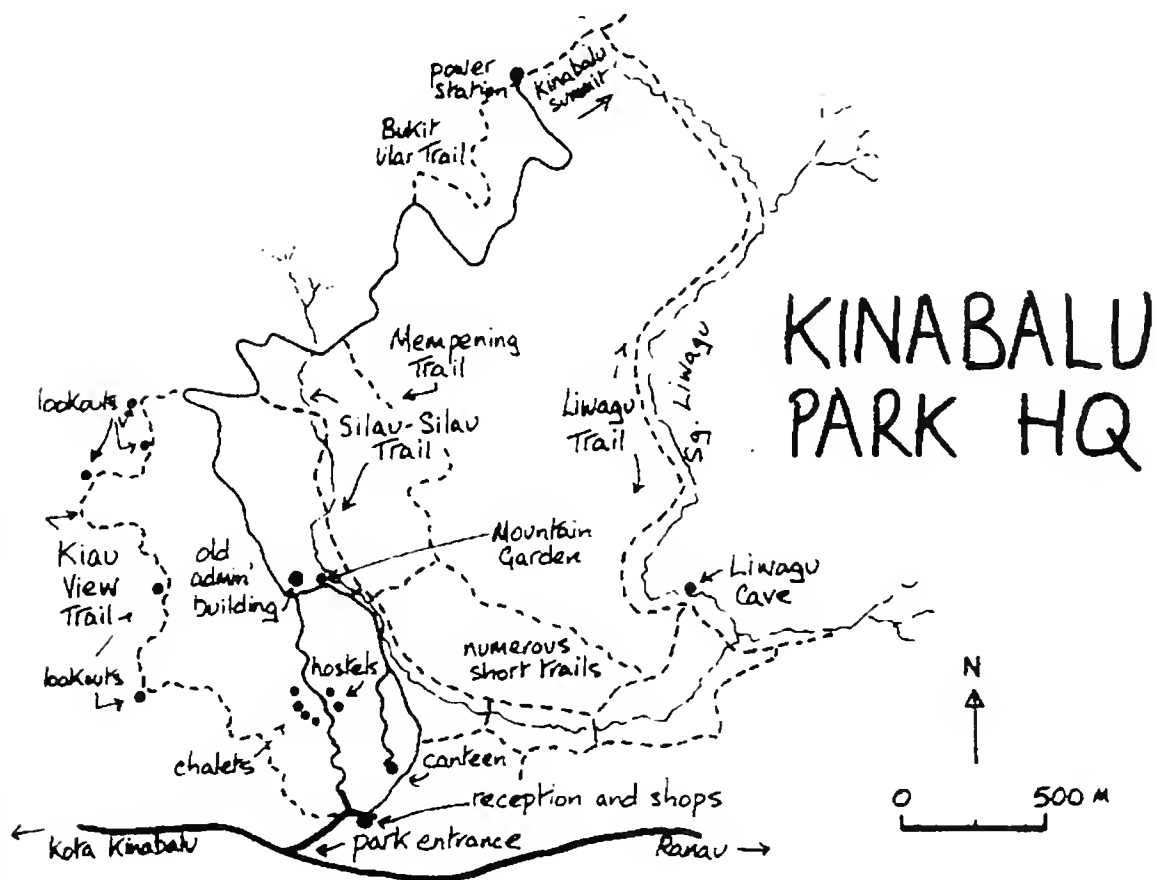 power
station
Kinabalu
summit
Bukit
Ular Trail
KINABALU
PARK HQ
Mempening
Trail
lookouts
Silau-Silau
Trail
Liwagu
Trail
Sg. Liwagu
Mountain
Garden
Kiau
View
Trail
old
admin'
building
Liwagu
Cave
numerous
short trails
hostels
lookouts
N
chalets
canteen
reception and shops
0 500 M
park entrance
Kota Kinabalu
Ranau